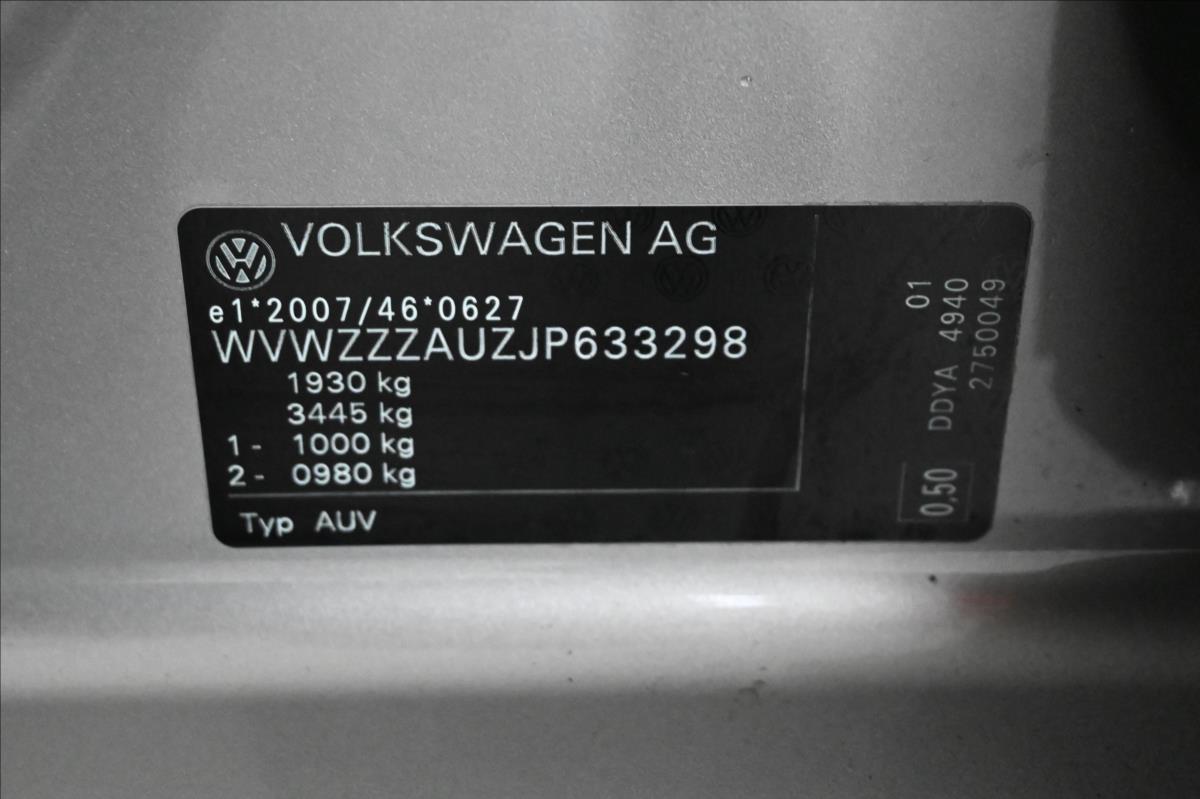 VOLKSWAGEN AG
e1*2007/46*0627
WVWZZZAUZJP633298
1930 kg
3445 kg
1 - 1000 kg
2 - 0980 kg
Typ AUV
01
DDYA 4940
2750049
0,50